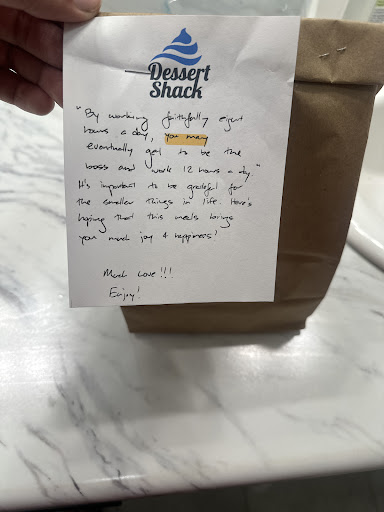 Dessert
Shack
"By working faithfully eight
hours a day, you may
eventually get to be the
boss and work 12 hours a day."
It's important to be grateful for
the smaller things in life. Here's
hoping that this meals brings
you much joy & happiness!
Much Love!!!
Enjoy!